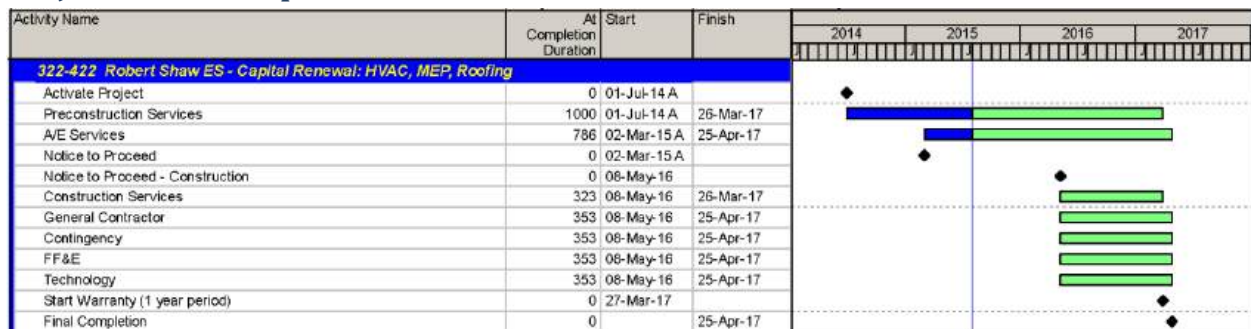 Activity Name At Completion Duration Start Finish 2014 2015 2016 2017
J J J J J J J
322-422 Robert Shaw ES - Capital Renewal: HVAC, MEP, Roofing
Activate Project 0 01-Jul-14 A
Preconstruction Services 1000 01-Jul-14 A 26-Mar-17
A/E Services 786 02-Mar-15 A 25-Apr-17
Notice to Proceed 0 02-Mar-15 A
Notice to Proceed - Construction 0 08-May-16
Construction Services 323 08-May-16 26-Mar-17
General Contractor 353 08-May-16 25-Apr-17
Contingency 353 08-May-16 25-Apr-17
FF&E 353 08-May-16 25-Apr-17
Technology 353 08-May-16 25-Apr-17
Start Warranty (1 year period) 0 27-Mar-17
Final Completion 0 25-Apr-17